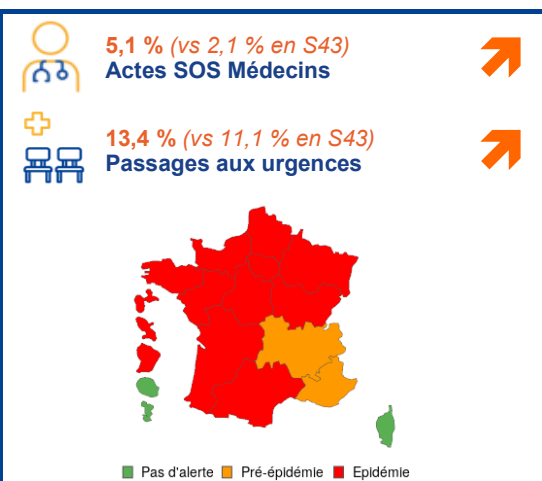 5,1 % (vs 2,1 % en S43)
Actes SOS Médecins
13,4 % (vs 11,1 % en S43)
Passages aux urgences
Pas d'alerte Pré-épidémie Epidémie